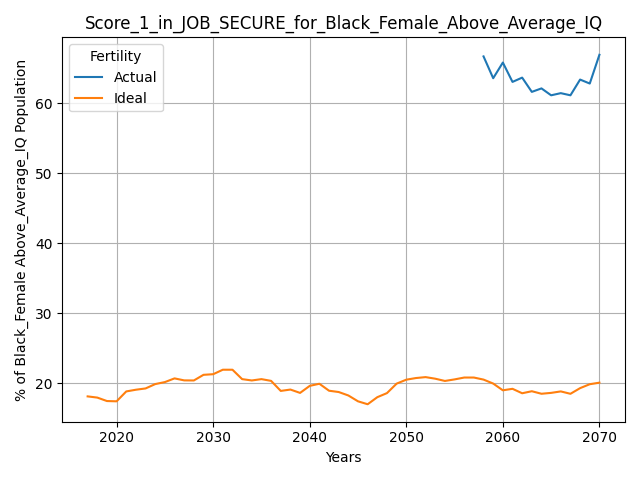 Score_1_in_JOB_SECURE_for_Black_Female_Above_Average_IQ
Fertility
Actual
Ideal
% of Black_Female Above_Average_IQ Population
60
50
40
30
20
2020
2030
2040
2050
2060
2070
Years